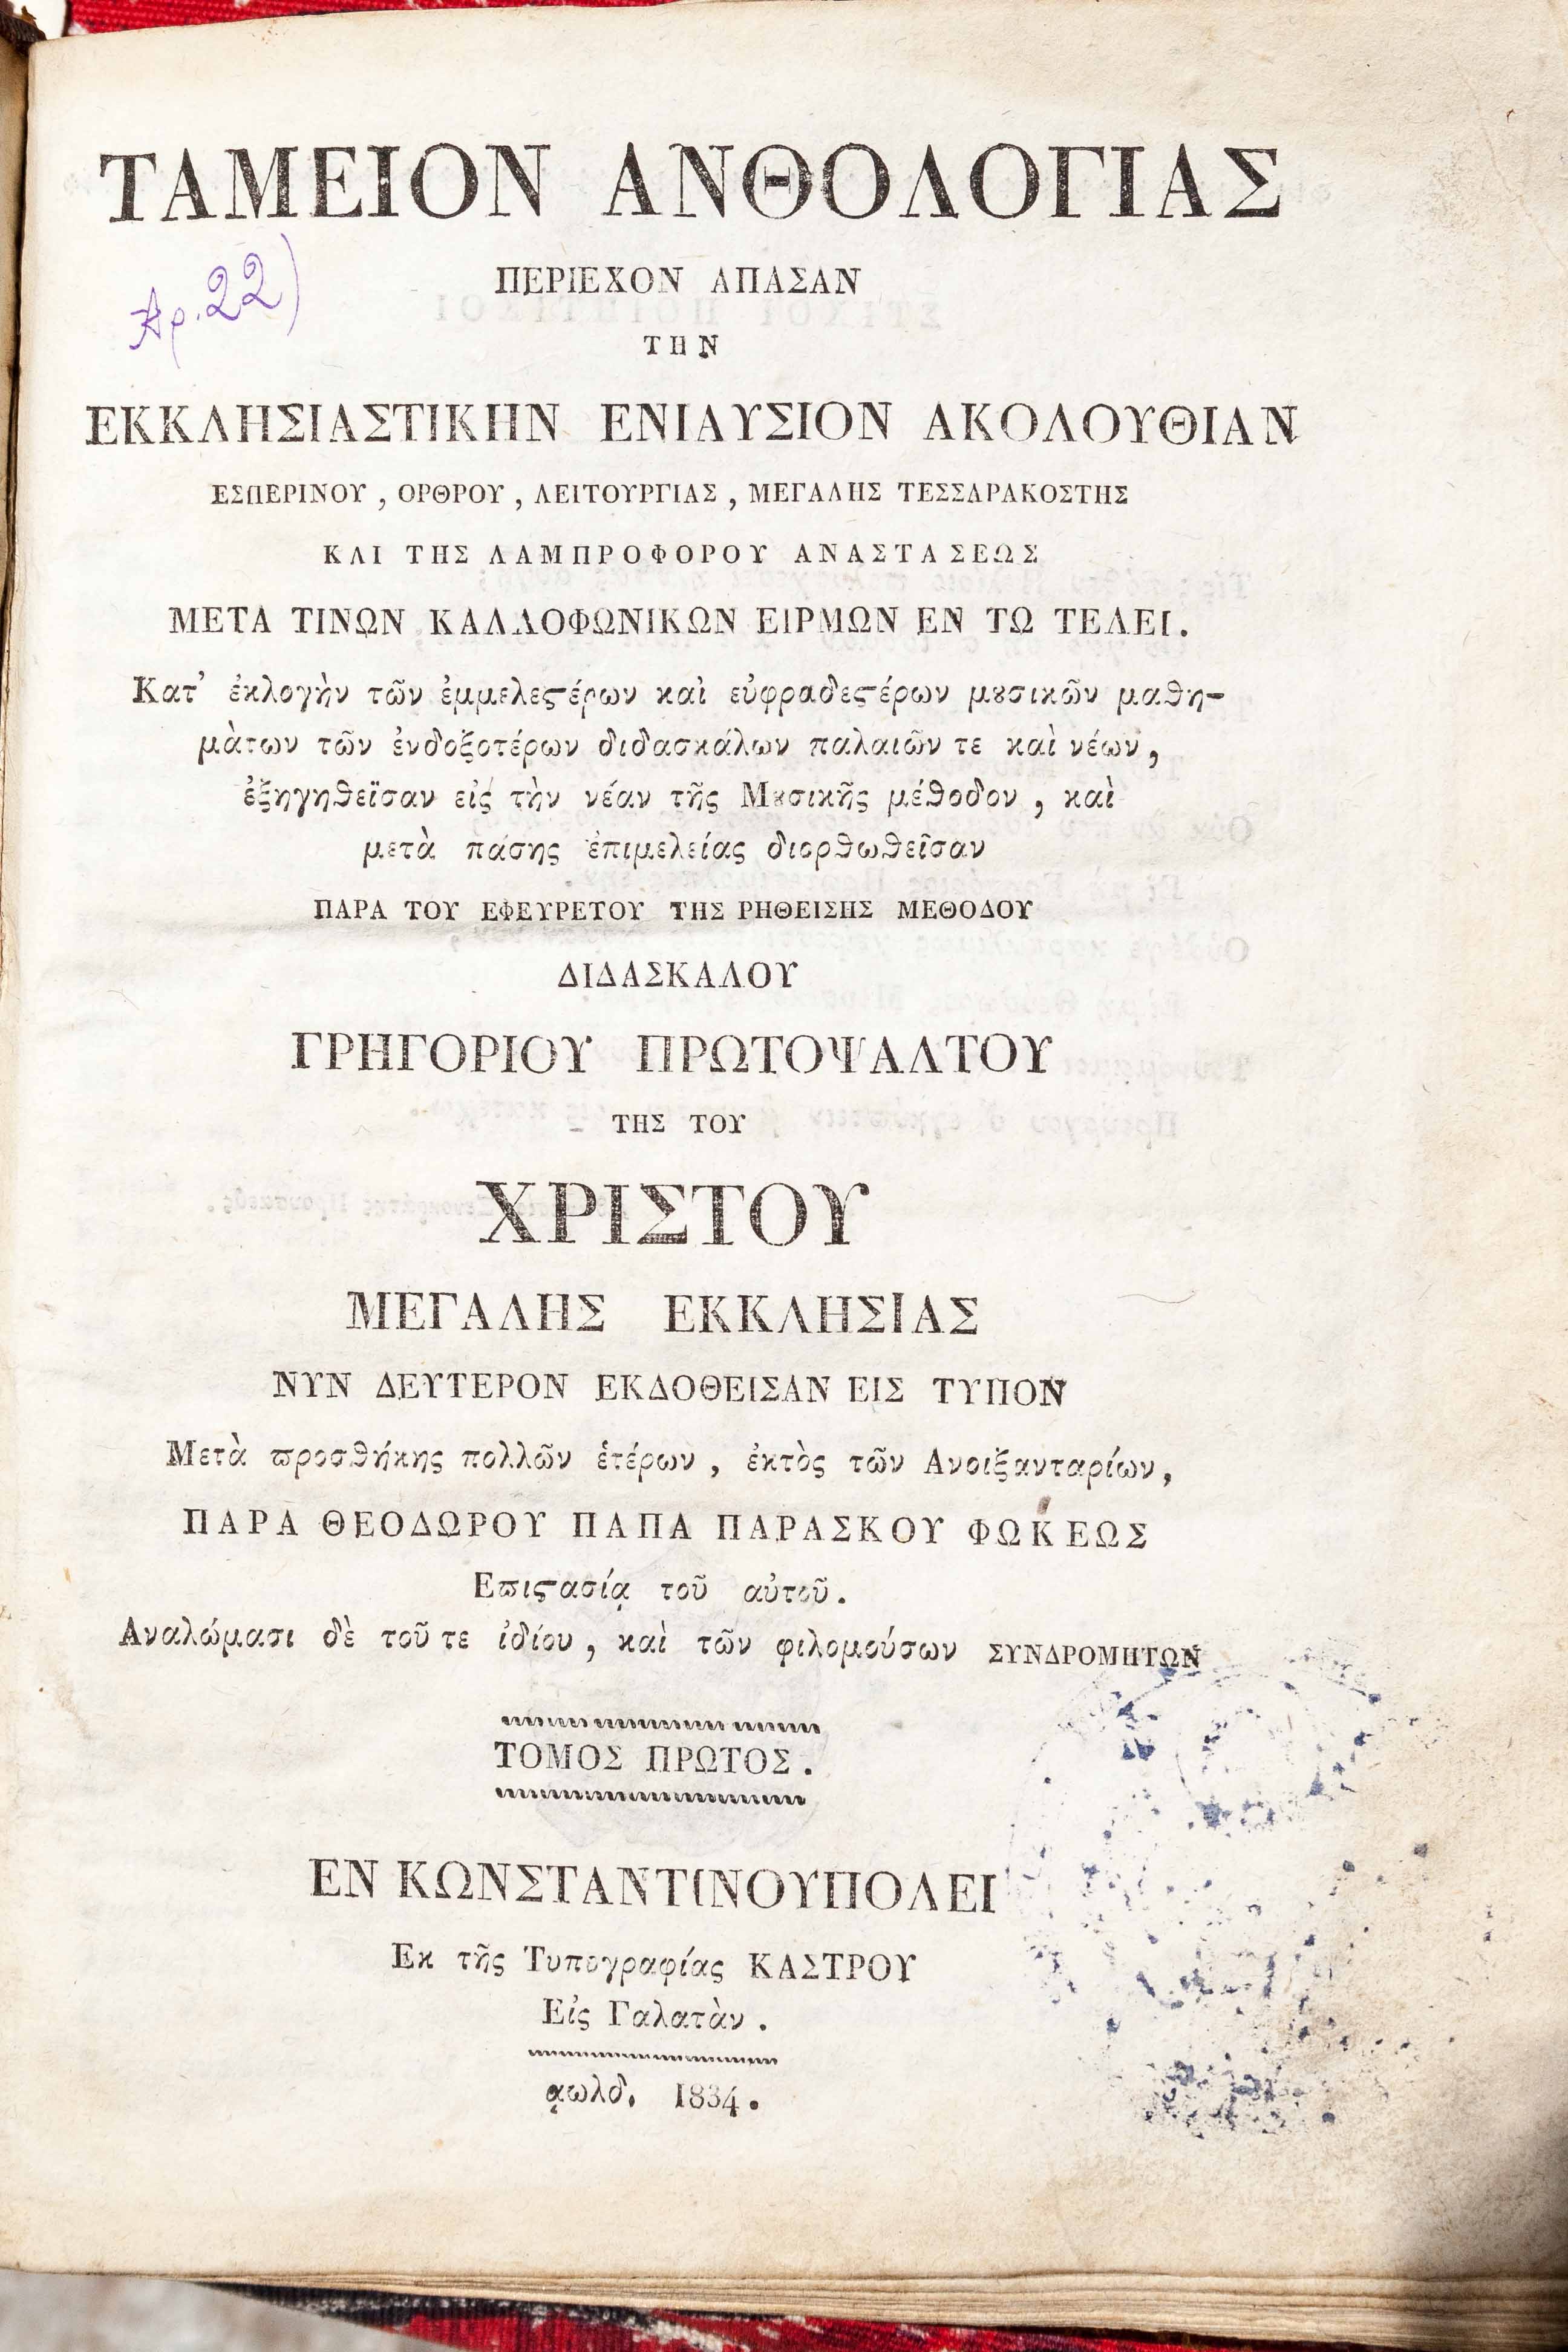 ΤΑΜΕΙΟΝ ΑΝΘΟΛΟΓΙΑΣ
Αρ. 22)
ΠΕΡΙΕΧΟΝ ΑΠΑΣΑΝ
ΤΗΝ
ΕΚΚΛΗΣΙΑΣΤΙΚΗΝ ΕΝΙΑΥΣΙΟΝ ΑΚΟΛΟΥΘΙΑΝ
ΕΣΠΕΡΙΝΟΥ , ΟΡΘΡΟΥ , ΛΕΙΤΟΥΡΓΙΑΣ , ΜΕΓΑΛΗΣ ΤΕΣΣΑΡΑΚΟΣΤΗΣ
ΚΑΙ ΤΗΣ ΛΑΜΠΡΟΦΟΡΟΥ ΑΝΑΣΤΑΣΕΩΣ
ΜΕΤΑ ΤΙΝΩΝ ΚΑΛΛΟΦΩΝΙΚΩΝ ΕΙΡΜΩΝ ΕΝ ΤΩ ΤΕΛΕΙ.
Κατ' ἐκλογὴν τῶν ἐμμελεϛέρων καὶ εὐφραδεϛέρων μȣσικῶν μαθη-
μὰτων τῶν ἐνδοξοτέρων διδασκάλων παλαιῶν τε καὶ νέων,
ἐξηγηθεῖσαν εἰς τὴν νέαν τῆς Μȣσικῆς μέθοδον , καὶ
μετὰ πάσης ἐπιμελείας διορθωθεῖσαν
ΠΑΡΑ ΤΟΥ ΕΦΕΥΡΕΤΟΥ ΤΗΣ ΡΗΘΕΙΣΗΣ ΜΕΘΟΔΟΥ
ΔΙΔΑΣΚΑΛΟΥ
ΓΡΗΓΟΡΙΟΥ ΠΡΩΤΟΨΑΛΤΟΥ
ΤΗΣ ΤΟΥ
ΧΡΙΣΤΟΥ
ΜΕΓΑΛΗΣ ΕΚΚΛΗΣΙΑΣ
ΝΥΝ ΔΕΥΤΕΡΟΝ ΕΚΔΟΘΕΙΣΑΝ ΕΙΣ ΤΥΠΟΝ
Μετὰ ϖροσθήκης πολλῶν ἑτέρων , ἐκτὸς τῶν Ανοιξανταρίων,
ΠΑΡΑ ΘΕΟΔΩΡΟΥ ΠΑΠΑ ΠΑΡΑΣΚΟΥ ΦΩΚΕΩΣ
Εϖιϛασίᾳ τοῦ αὐτοῦ.
Αναλώμασι δὲ τοῦ τε ἰδίου , καὶ τῶν φιλομούσων ΣΥΝΔΡΟΜΗΤΩΝ
ΤΟΜΟΣ ΠΡΩΤΟΣ.
ΕΝ ΚΩΝΣΤΑΝΤΙΝΟΥΠΟΛΕΙ
Εκ τῆς Τυπογραφίας ΚΑΣΤΡΟΥ
Εἰς Γαλατὰν .
ᾳωλδ. 1834.